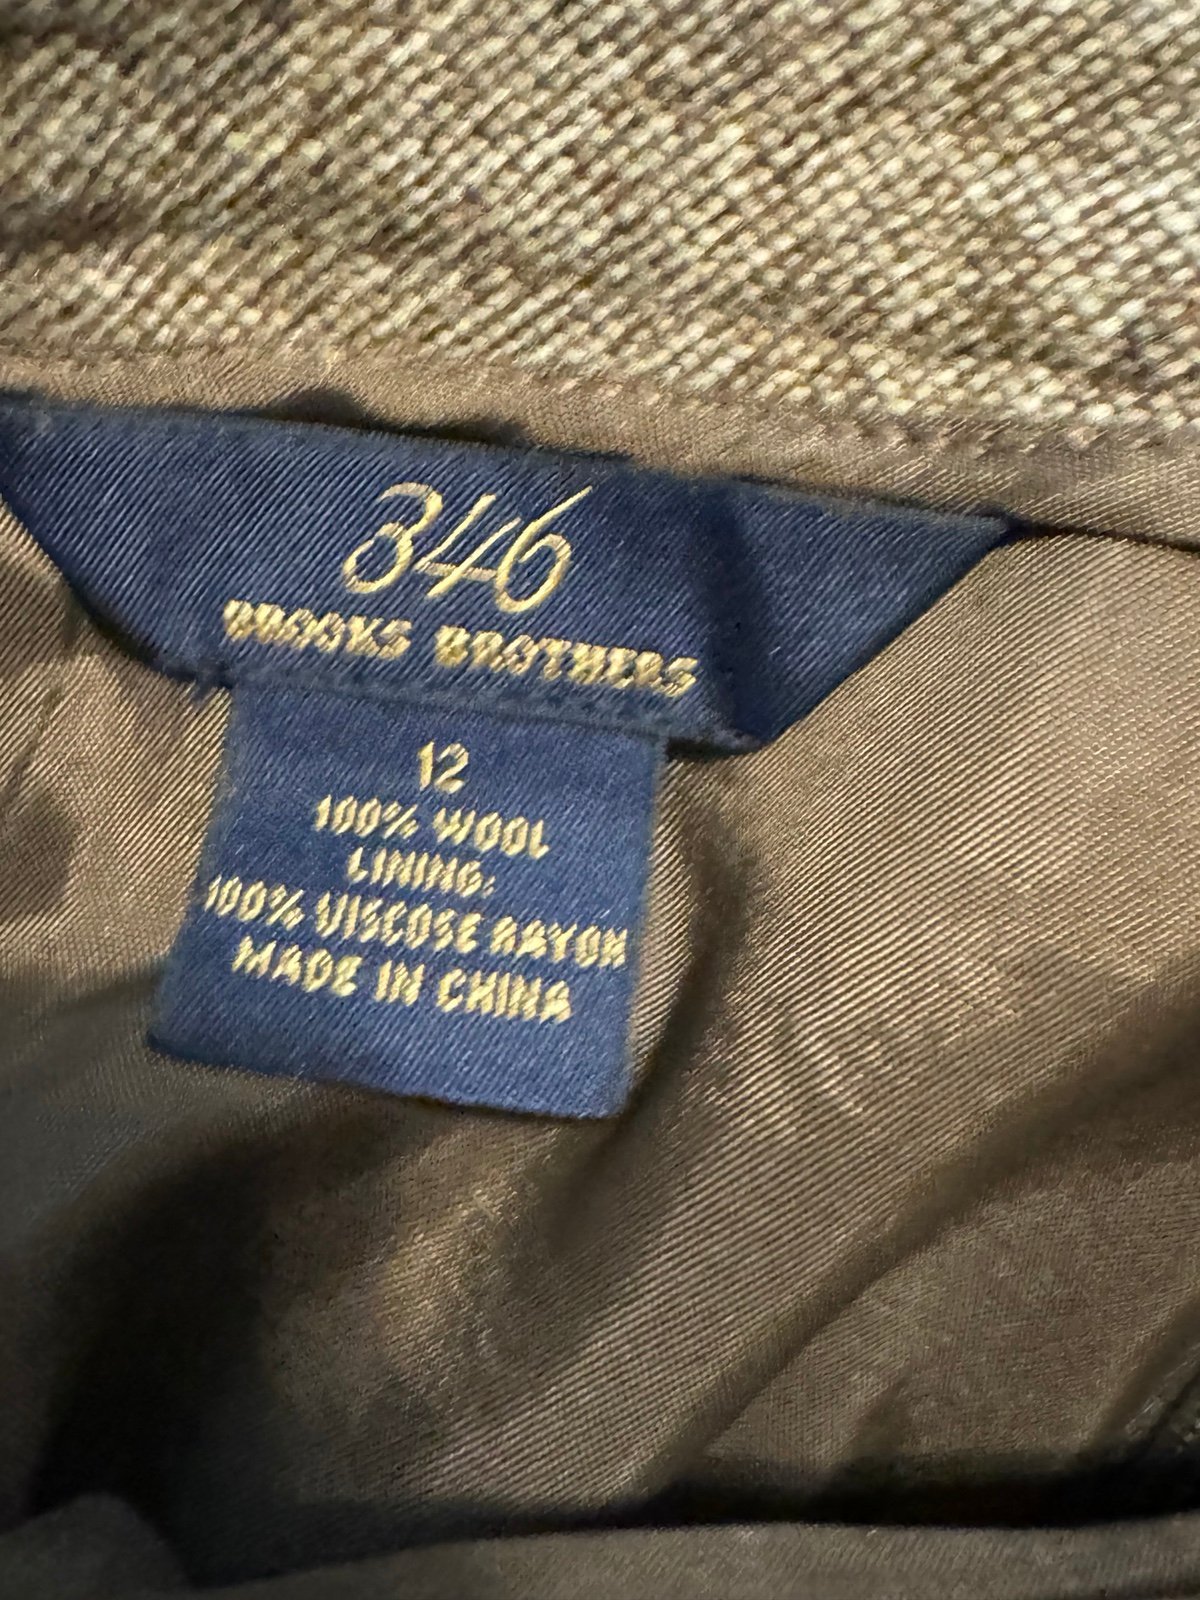 346
BROOKS BROTHERS
12
100% WOOL
LINING:
100% VISCOSE RAYON
MADE IN CHINA